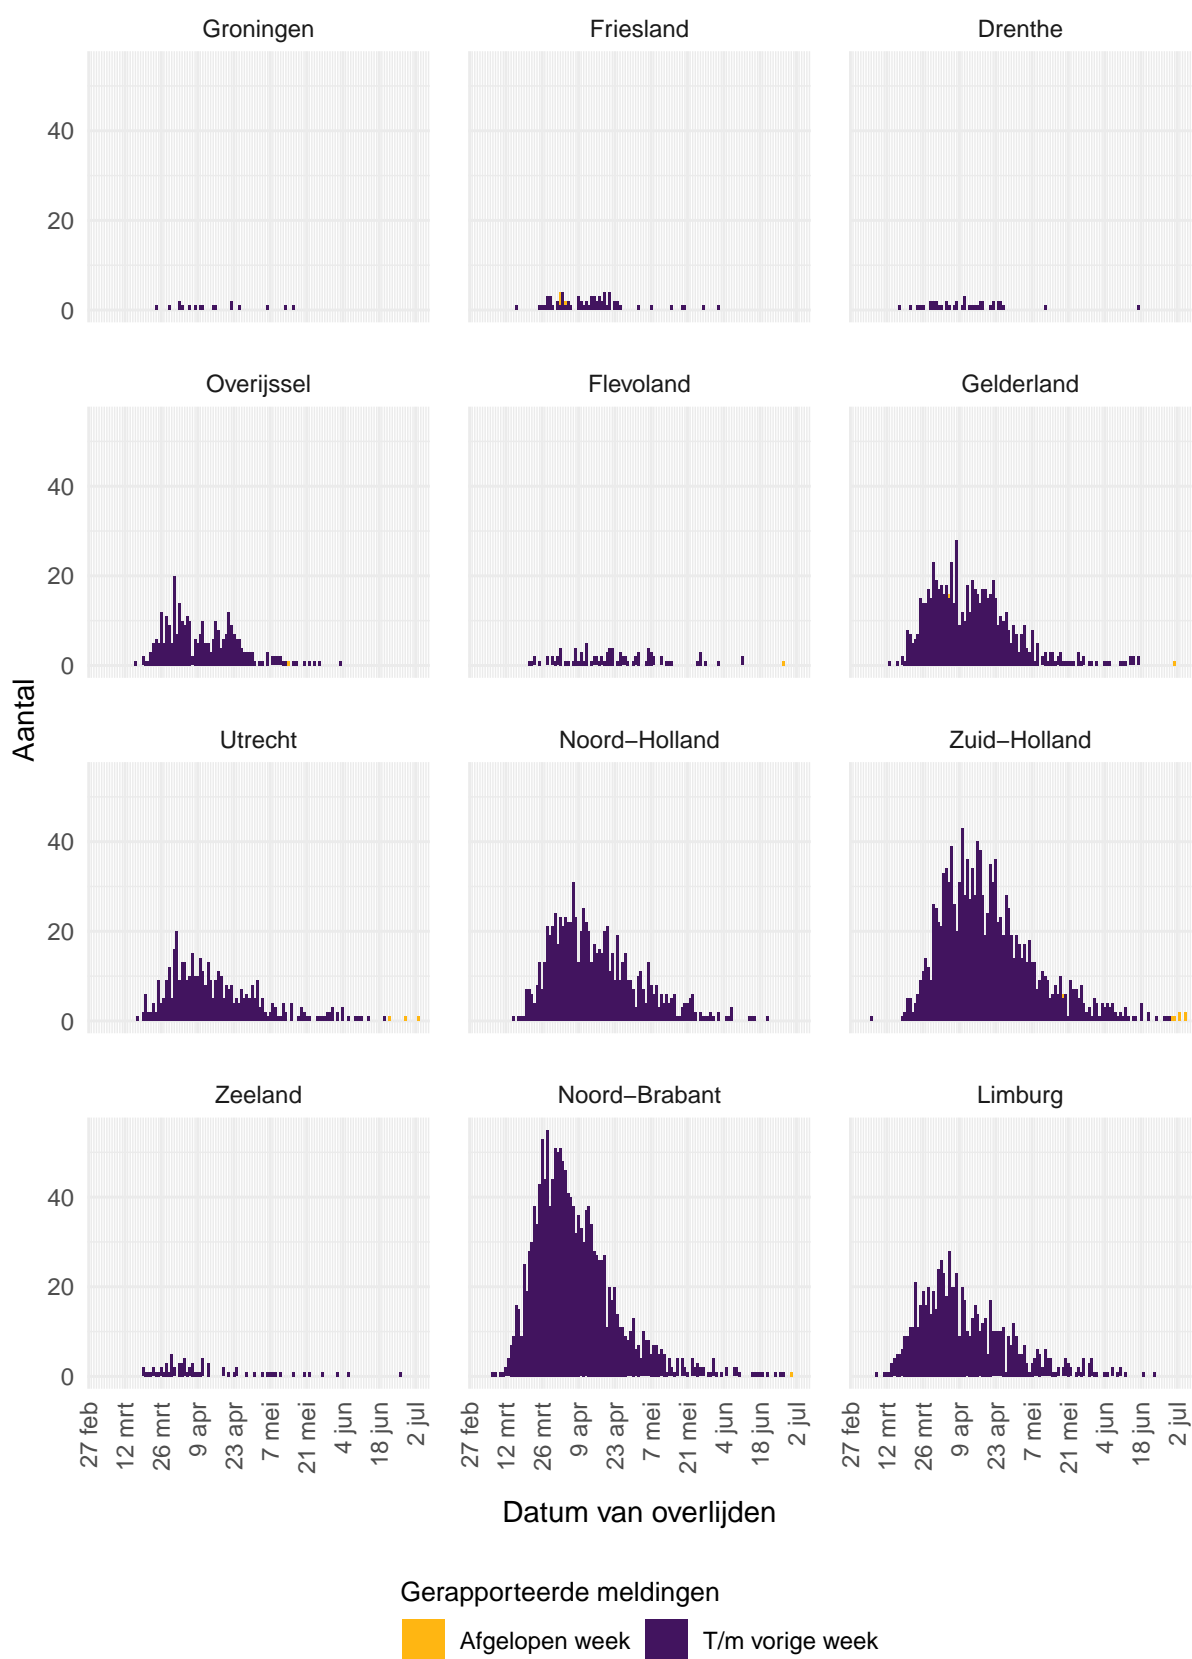 Groningen Friesland Drenthe
40
20
0
Overijssel Flevoland Gelderland
40
20
0
Aantal
Utrecht Noord−Holland Zuid−Holland
40
20
0
Zeeland Noord−Brabant Limburg
40
20
0
27 feb 12 mrt 26 mrt 9 apr 23 apr 7 mei 21 mei 4 jun 18 jun 2 jul 27 feb 12 mrt 26 mrt 9 apr 23 apr 7 mei 21 mei 4 jun 18 jun 2 jul 27 feb 12 mrt 26 mrt 9 apr 23 apr 7 mei 21 mei 4 jun 18 jun 2 jul
Datum van overlijden
Gerapporteerde meldingen
Afgelopen week T/m vorige week